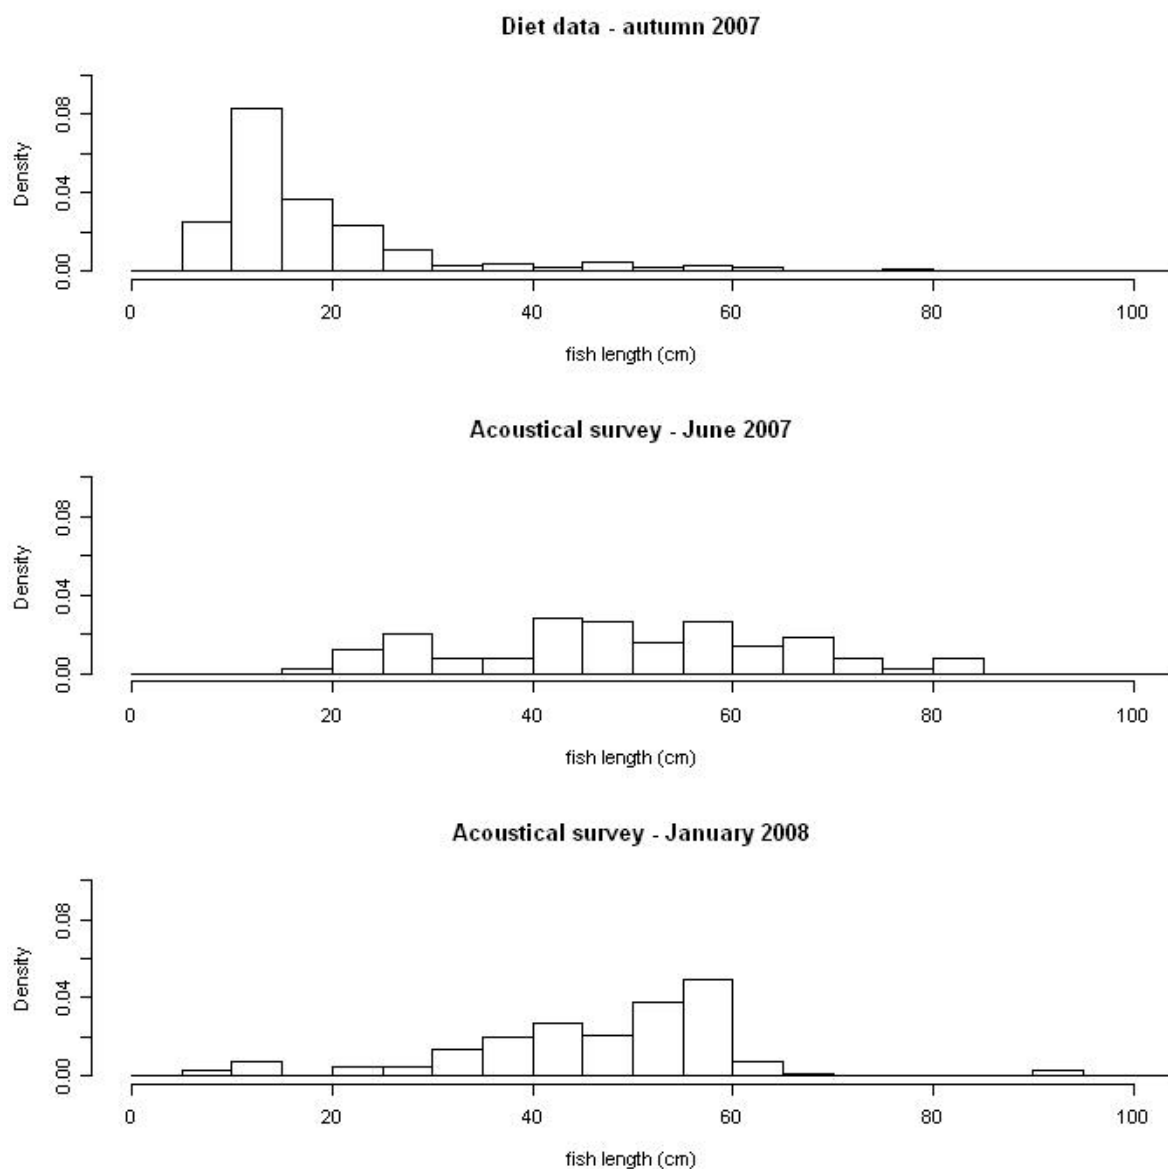 Diet data - autumn 2007
Density
0.00 0.04 0.08
0 20 40 60 80 100
fish length (cm)
Acoustical survey - June 2007
Density
0.00 0.04 0.08
0 20 40 60 80 100
fish length (cm)
Acoustical survey - January 2008
Density
0.00 0.04 0.08
0 20 40 60 80 100
fish length (cm)